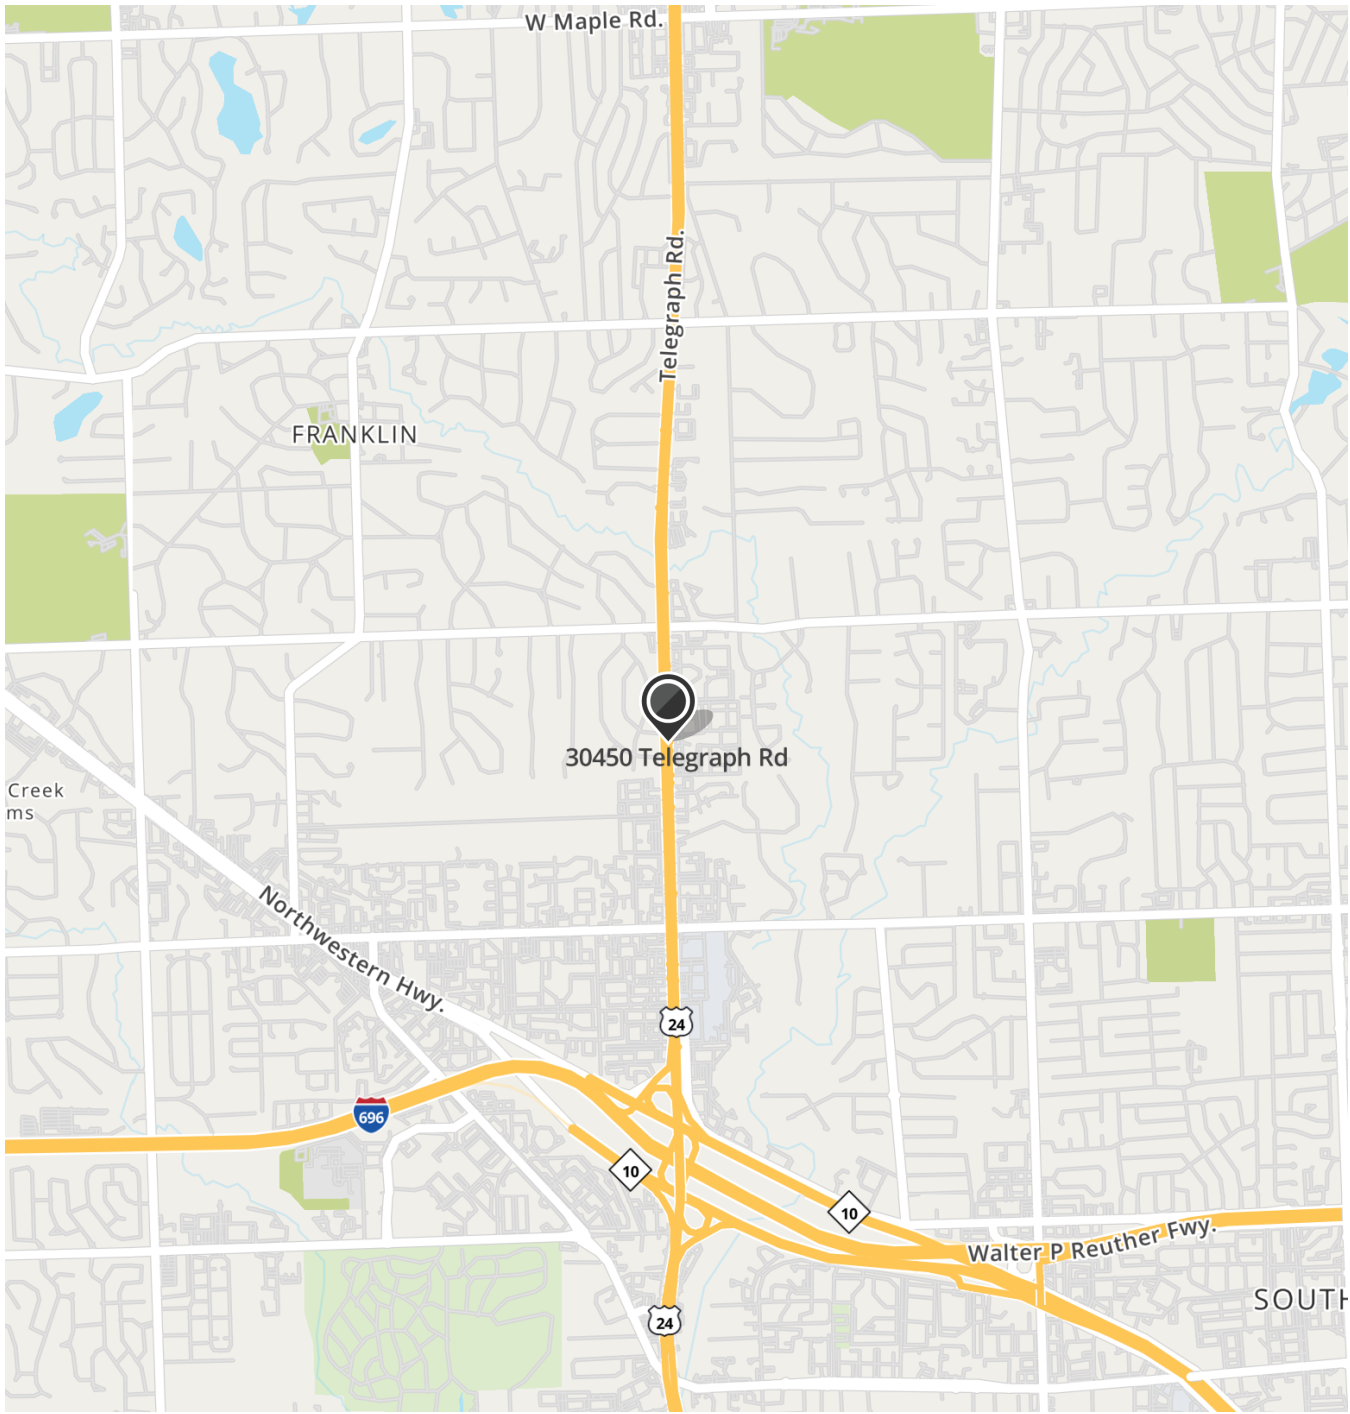 W Maple Rd.
Telegraph Rd.
FRANKLIN
30450 Telegraph Rd
Creek
ms
Northwestern Hwy.
24
696
10
10
Walter P Reuther Fwy.
SOUTH
24